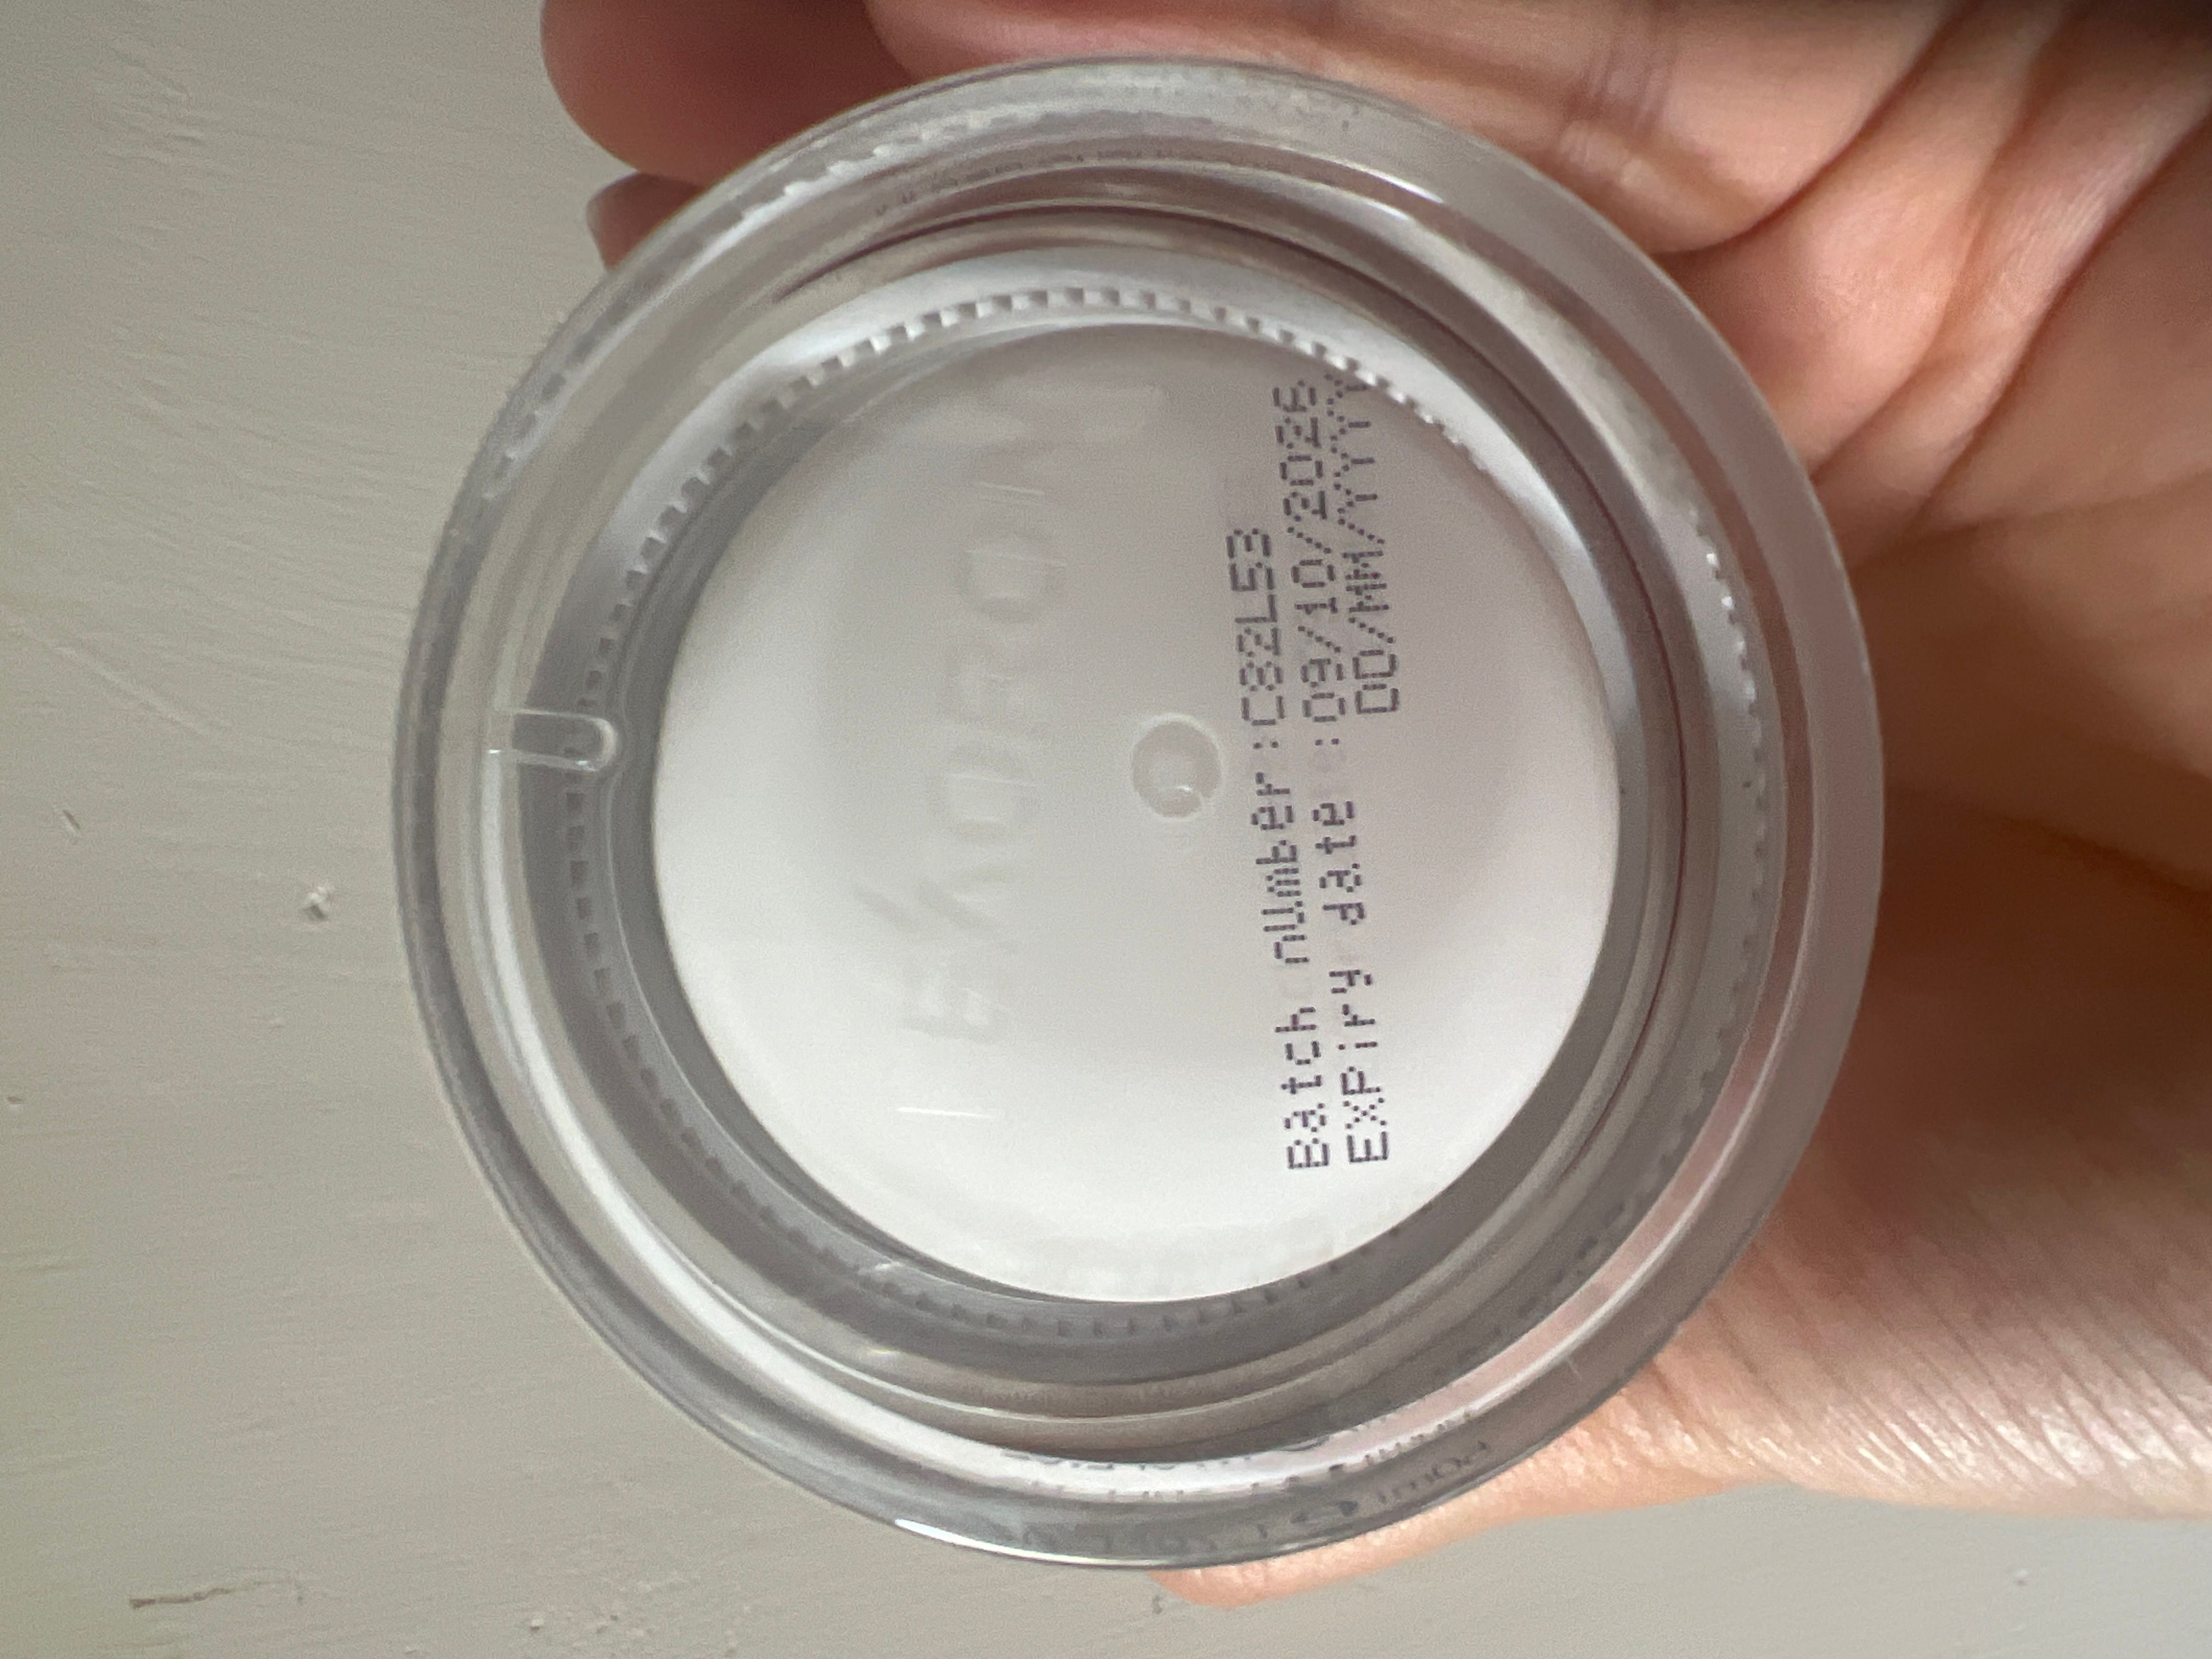 Batch number :C82L53
EXPiry date :09/10/2026
DD/MM/YYYY